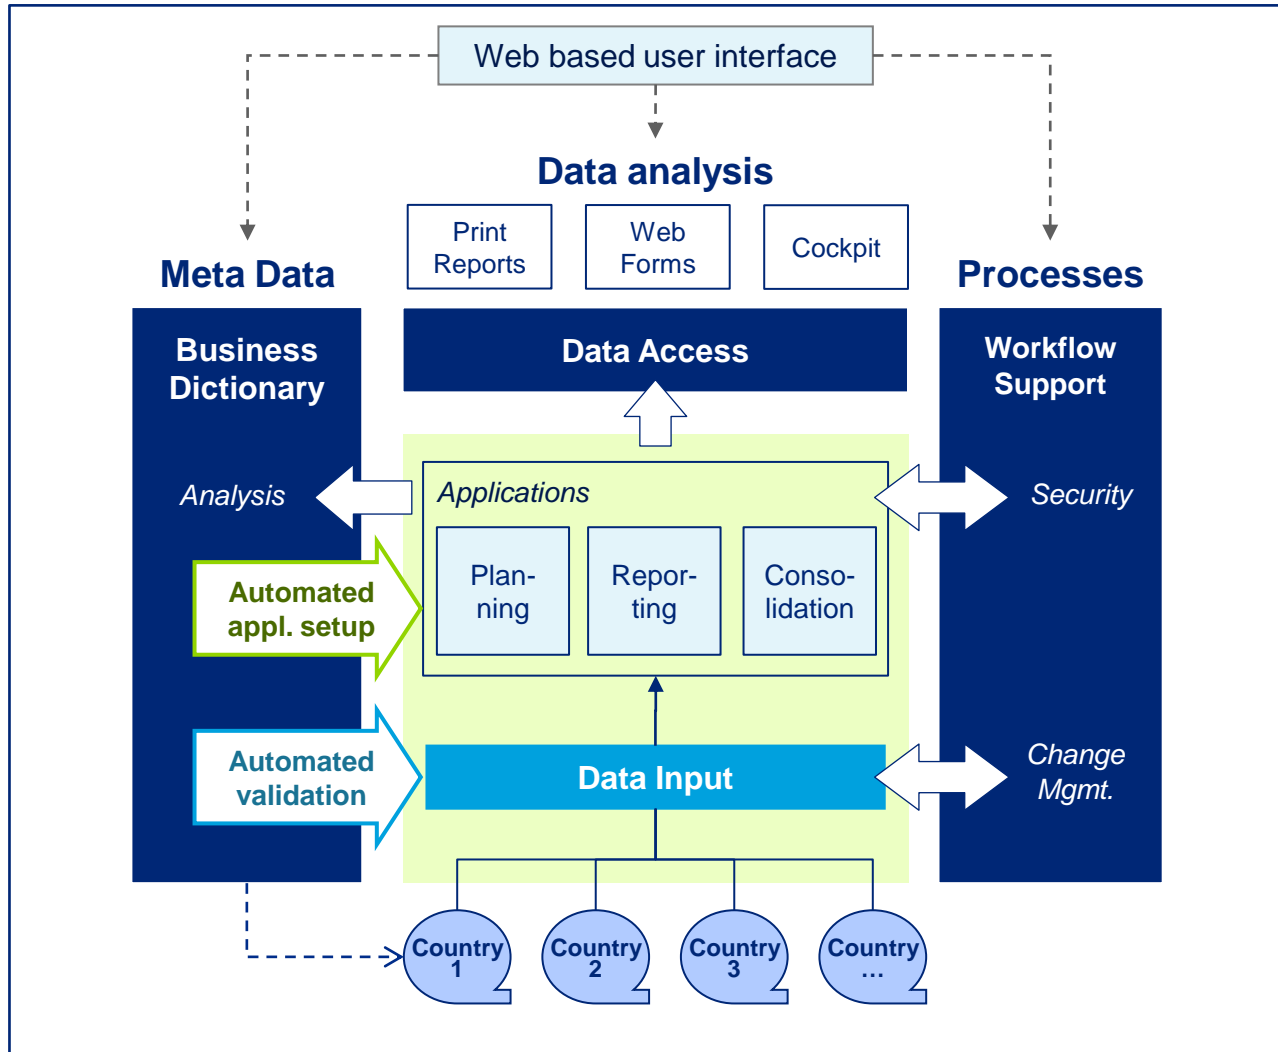 Web based user interface
Data analysis
Print
Reports
Web
Forms
Cockpit
Meta Data
Processes
Business
Dictionary
Data Access
Workflow
Support
Analysis
Applications
Security
Plan-
ning
Repor-
ting
Conso-
lidation
Automated
appl. setup
Automated
validation
Data Input
Change
Mgmt.
Country
1
Country
2
Country
3
Country
...